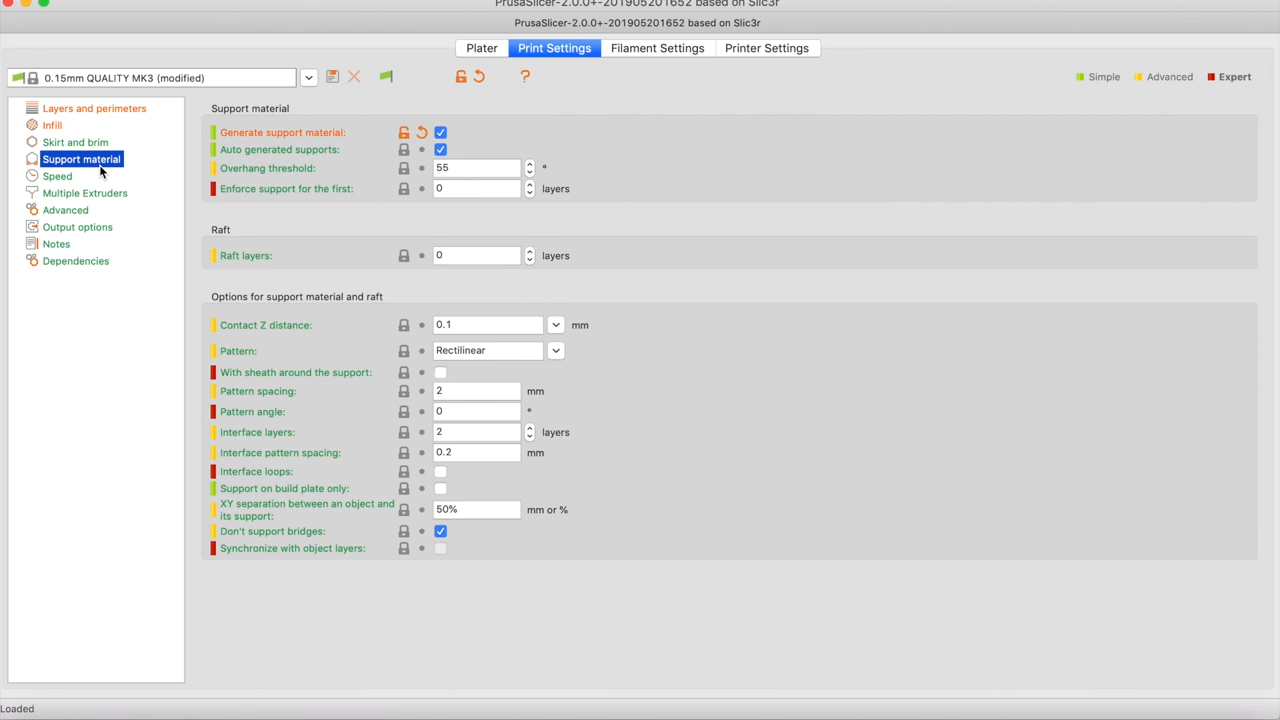 PrusaSlicer-2.0.0+-201905201652 based on Slic3r
PrusaSlicer-2.0.0+-201905201652 based on Slic3r
Plater Print Settings Filament Settings Printer Settings
0.15mm QUALITY MK3 (modified) ? Simple Advanced Expert
Layers and perimeters
Infill
Skirt and brim
Support material
Speed
Multiple Extruders
Advanced
Output options
Notes
Dependencies
Support material
Generate support material:
Auto generated supports:
Overhang threshold: 55 °
Enforce support for the first: 0 layers
Raft
Raft layers: 0 layers
Options for support material and raft
Contact Z distance: 0.1 mm
Pattern: Rectilinear
With sheath around the support:
Pattern spacing: 2 mm
Pattern angle: 0 °
Interface layers: 2 layers
Interface pattern spacing: 0.2 mm
Interface loops:
Support on build plate only:
XY separation between an object and
its support: 50% mm or %
Don't support bridges:
Synchronize with object layers:
Loaded